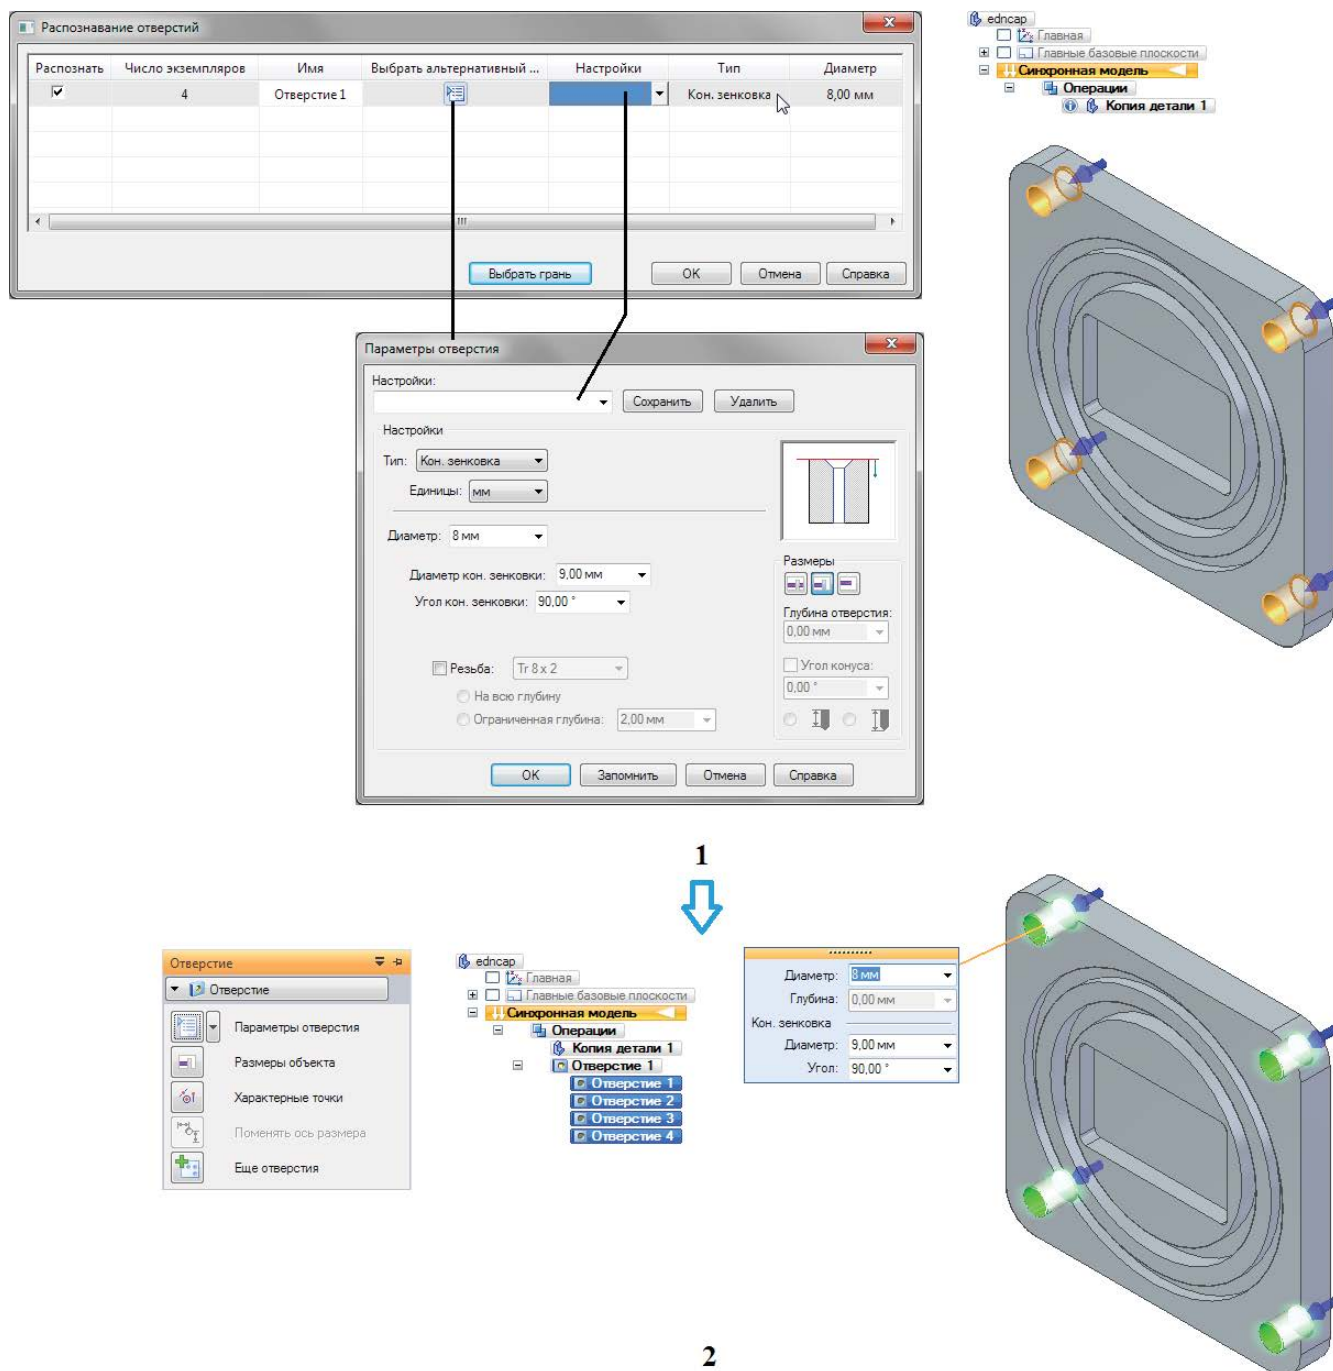 Распознавание отверстий
Распознать Число экземпляров Имя Выбрать альтернативный ... Настройки Тип Диаметр
4 Отверстие 1 Кон. зенковка 8,00 мм
Выбрать грань OK Отмена Справка
edncap
Главная
Главные базовые плоскости
Синхронная модель
Операции
Копия детали 1
Параметры отверстия
Настройки:
Сохранить Удалить
Настройки
Тип: Кон. зенковка
Единицы: мм
Диаметр: 8 мм
Диаметр кон. зенковки: 9,00 мм
Угол кон. зенковки: 90,00 °
Резьба: Tr 8 x 2
На всю глубину
Ограниченная глубина: 2,00 мм
Размеры
Глубина отверстия:
0,00 мм
Угол конуса:
0,00 °
OK Запомнить Отмена Справка
1
Отверстие
Отверстие
Параметры отверстия
Размеры объекта
Характерные точки
Поменять ось размера
Еще отверстия
edncap
Главная
Главные базовые плоскости
Синхронная модель
Операции
Копия детали 1
Отверстие 1
Отверстие 1
Отверстие 2
Отверстие 3
Отверстие 4
Диаметр: 8 мм
Глубина: 0,00 мм
Кон. зенковка
Диаметр: 9,00 мм
Угол: 90,00 °
2